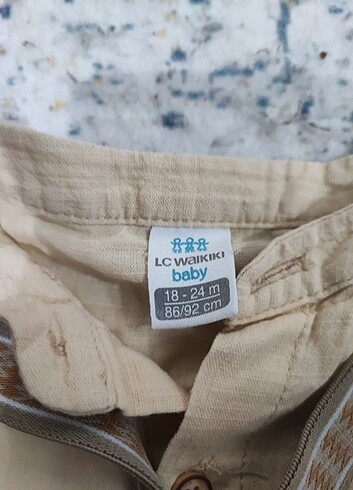 LC WAIKIKI
baby
18 - 24 m
86/92 cm